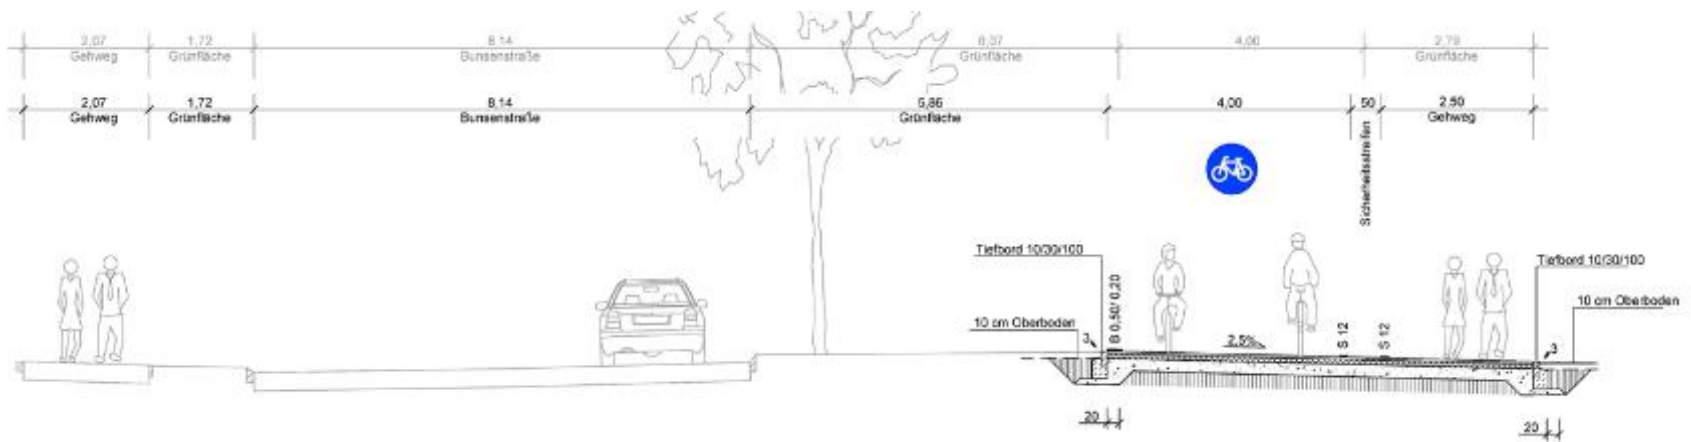 2,07 1,72 8,14 6,07 4,00 2,79
Gehweg Grünfläche Bunsenstraße Grünfläche Grünfläche
2,07 1,72 8,14 5,86 4,00 50 2,50
Gehweg Grünfläche Bunsenstraße Grünfläche Gehweg
Sicherheitsstreifen
Tiefbord 10/30/100
Tiefbord 10/30/100
B 0,50/ 0,20
10 cm Oberboden
10 cm Oberboden
3
2,5%
S 12
S 12
3
20
20